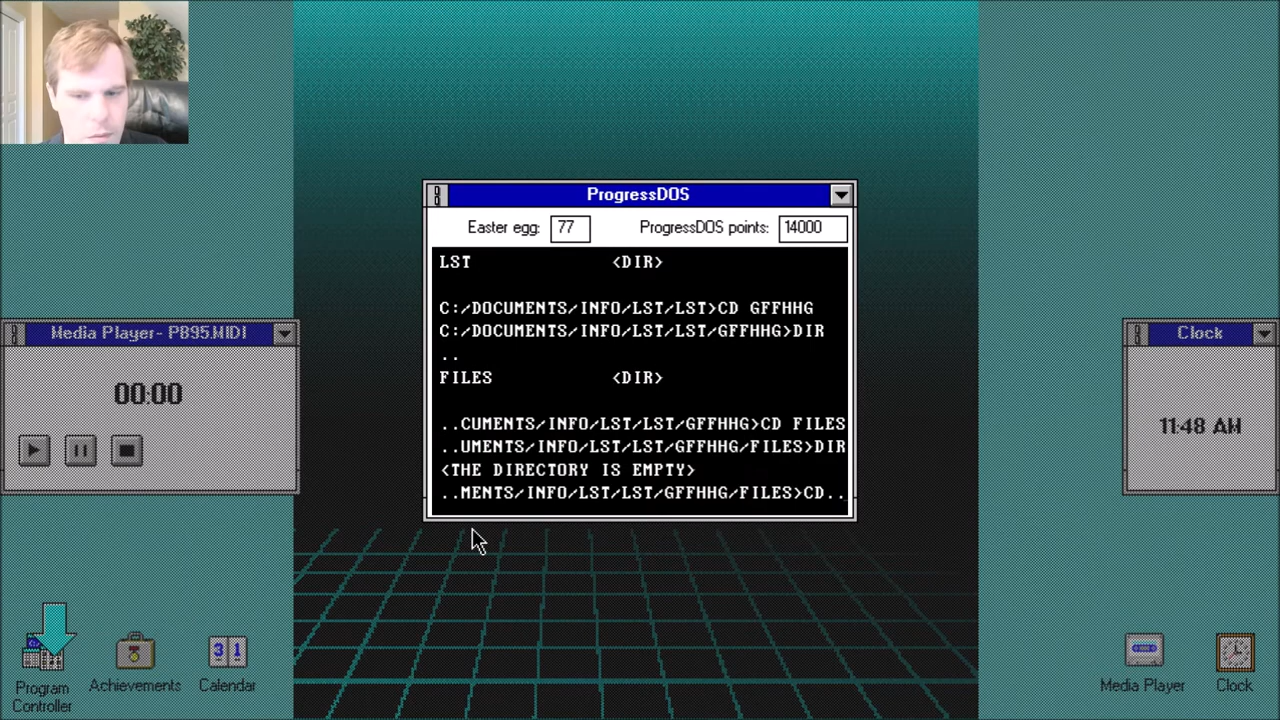 ProgressDOS
Easter egg: 77 ProgressDOS points: 14000
LST <DIR>
C:/DOCUMENTS/INFO/LST/LST>CD GFFHHG
C:/DOCUMENTS/INFO/LST/LST/GFFHHG>DIR
..
FILES <DIR>
..CUMENTS/INFO/LST/LST/GFFHHG>CD FILES
..UMENTS/INFO/LST/LST/GFFHHG/FILES>DIR
<THE DIRECTORY IS EMPTY>
..MENTS/INFO/LST/LST/GFFHHG/FILES>CD.._
Media Player- PB95.MIDI
00:00
Clock
11:48 AM
Program
Controller
Achievements
31
Calendar
Media Player
Clock